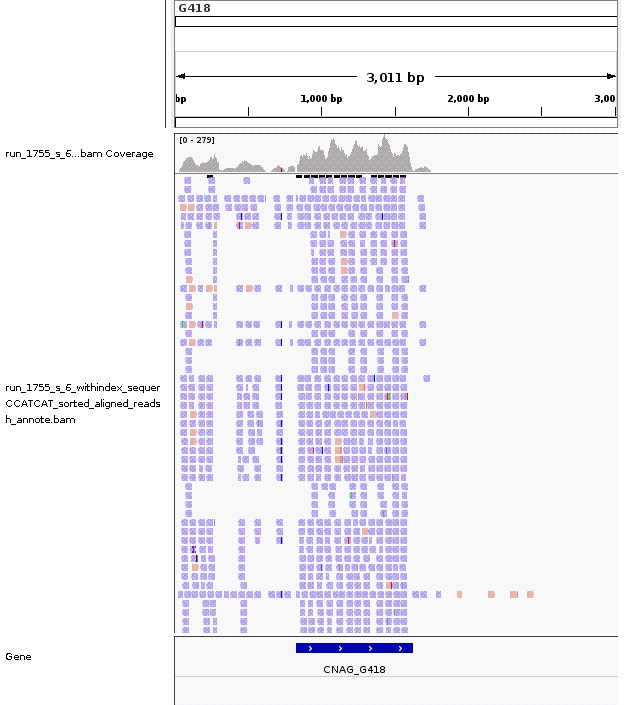 G418
3,011 bp
bp
1,000 bp
2,000 bp
3,00
[0 - 279]
run_1755_s_6...bam Coverage
run_1755_s_6_withindex_sequer
CCATCAT_sorted_aligned_reads
h_annote.bam
Gene
CNAG_G418